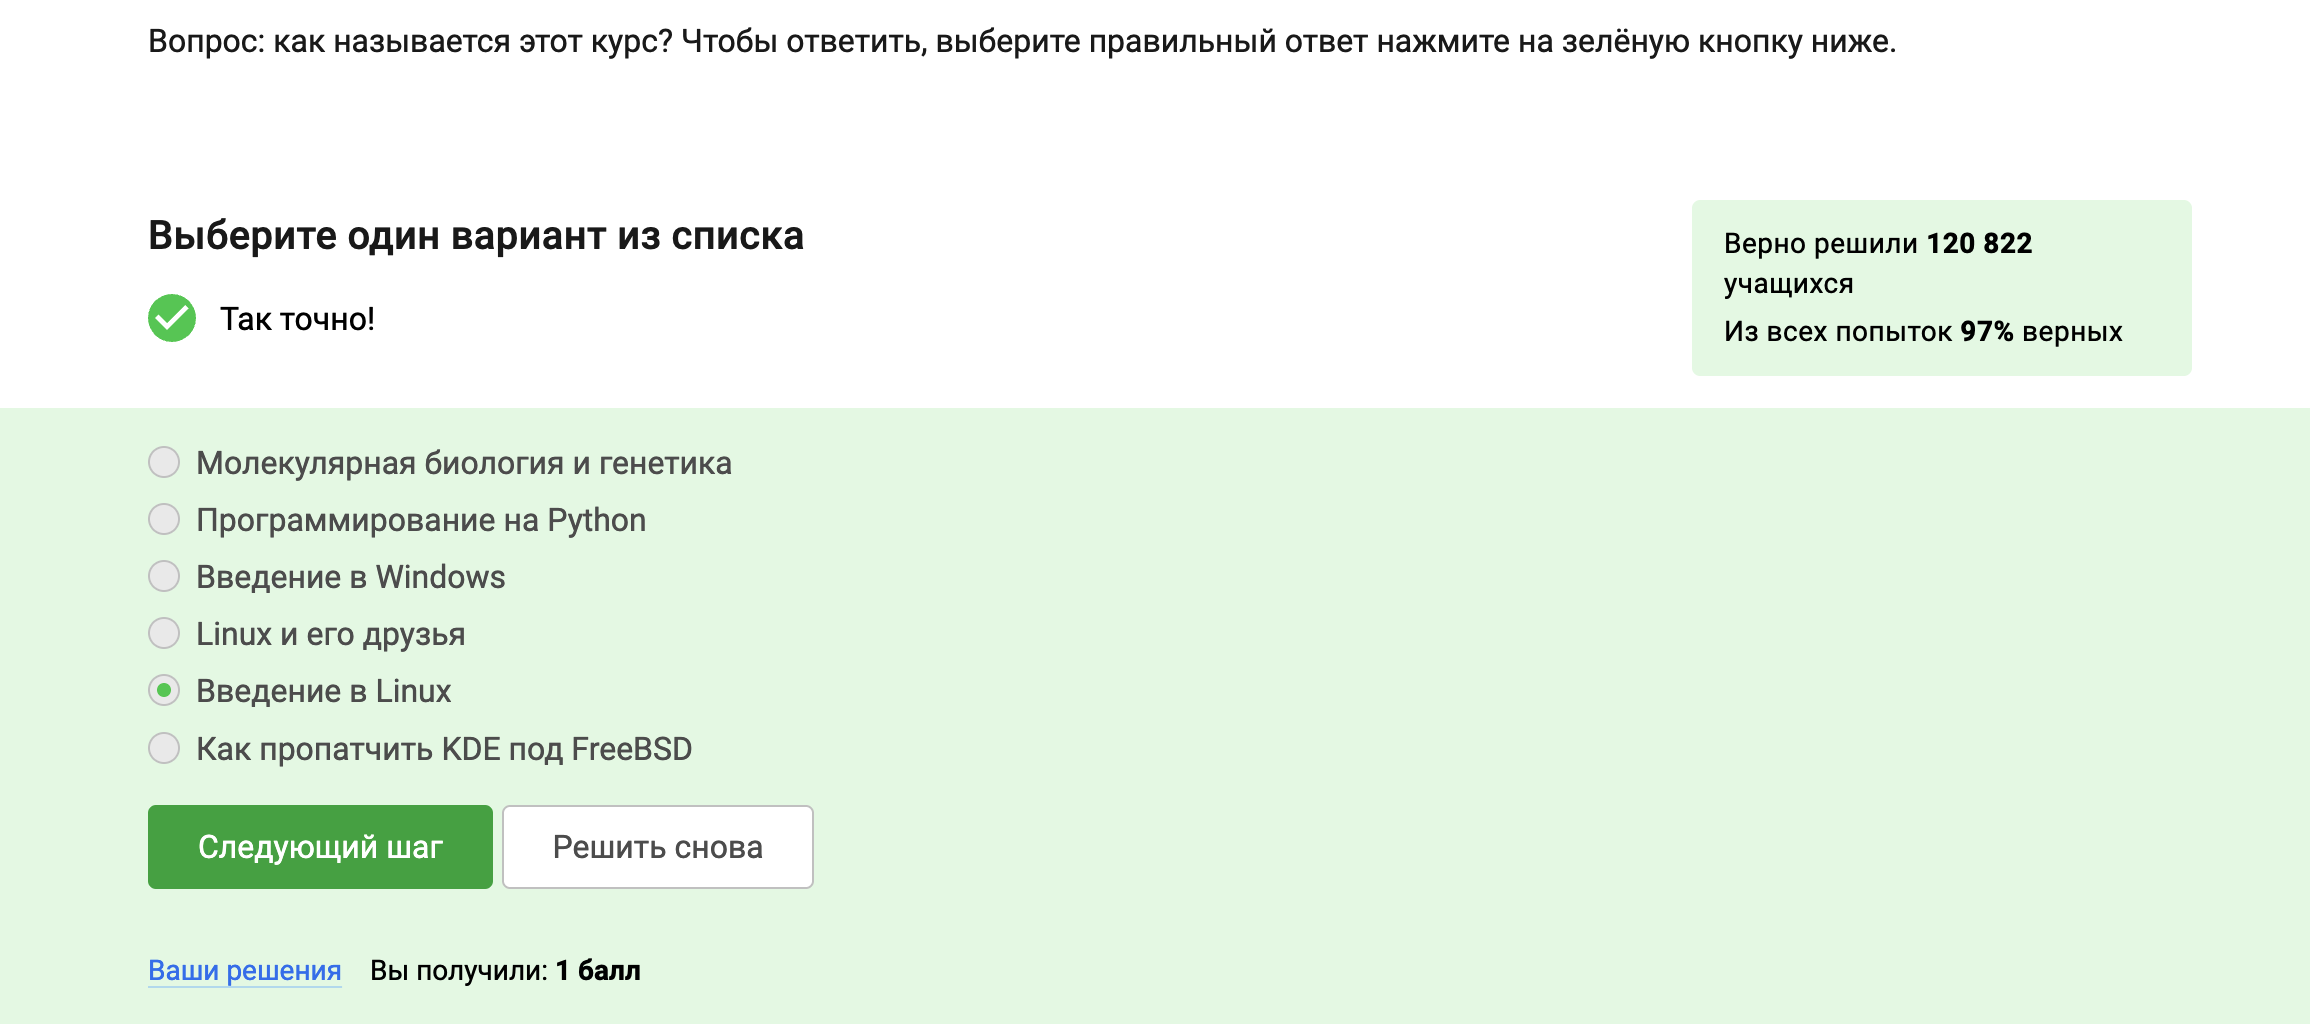 Вопрос: как называется этот курс? Чтобы ответить, выберите правильный ответ нажмите на зелёную кнопку ниже.
Выберите один вариант из списка
Так точно!
Верно решили 120 822
учащихся
Из всех попыток 97% верных
Молекулярная биология и генетика
Программирование на Python
Введение в Windows
Linux и его друзья
Введение в Linux
Как пропатчить KDE под FreeBSD
Следующий шаг
Решить снова
Ваши решения
Вы получили: 1 балл